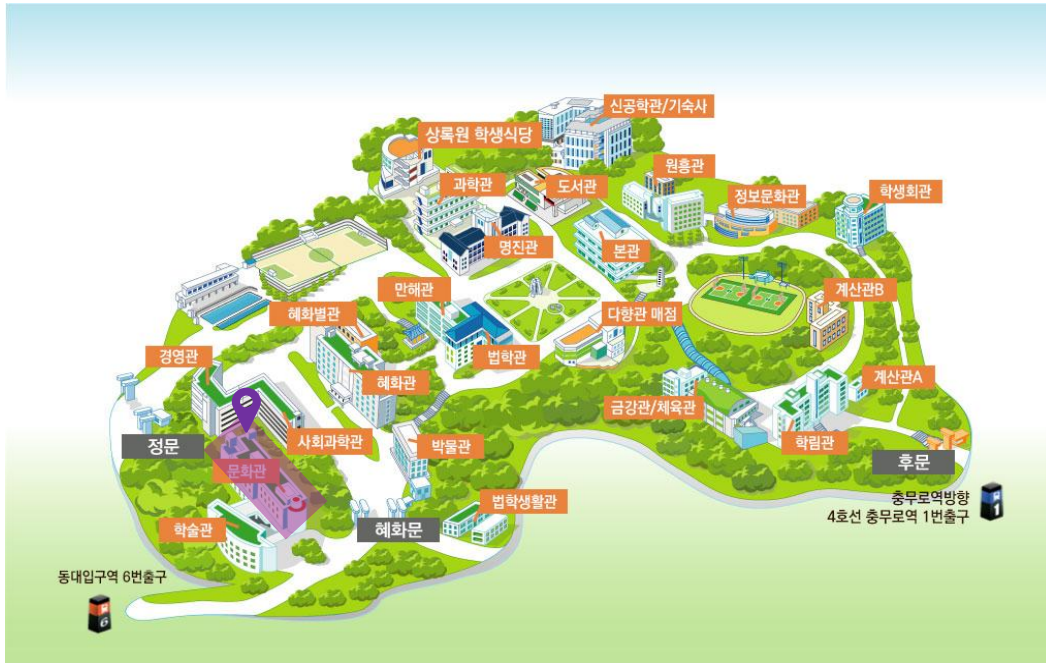 신공학관/기숙사
상록원 학생식당
원흥관
과학관
도서관
정보문화관
학생회관
명진관
본관
만해관
계산관B
혜화별관
다향관 매점
경영관
법학관
혜화관
계산관A
금강관/체육관
사회과학관
정문
박물관
학림관
후문
문화관
충무로역방향
4호선 충무로역 1번출구
1
법학생활관
학술관
혜화문
동대입구역 6번출구
6